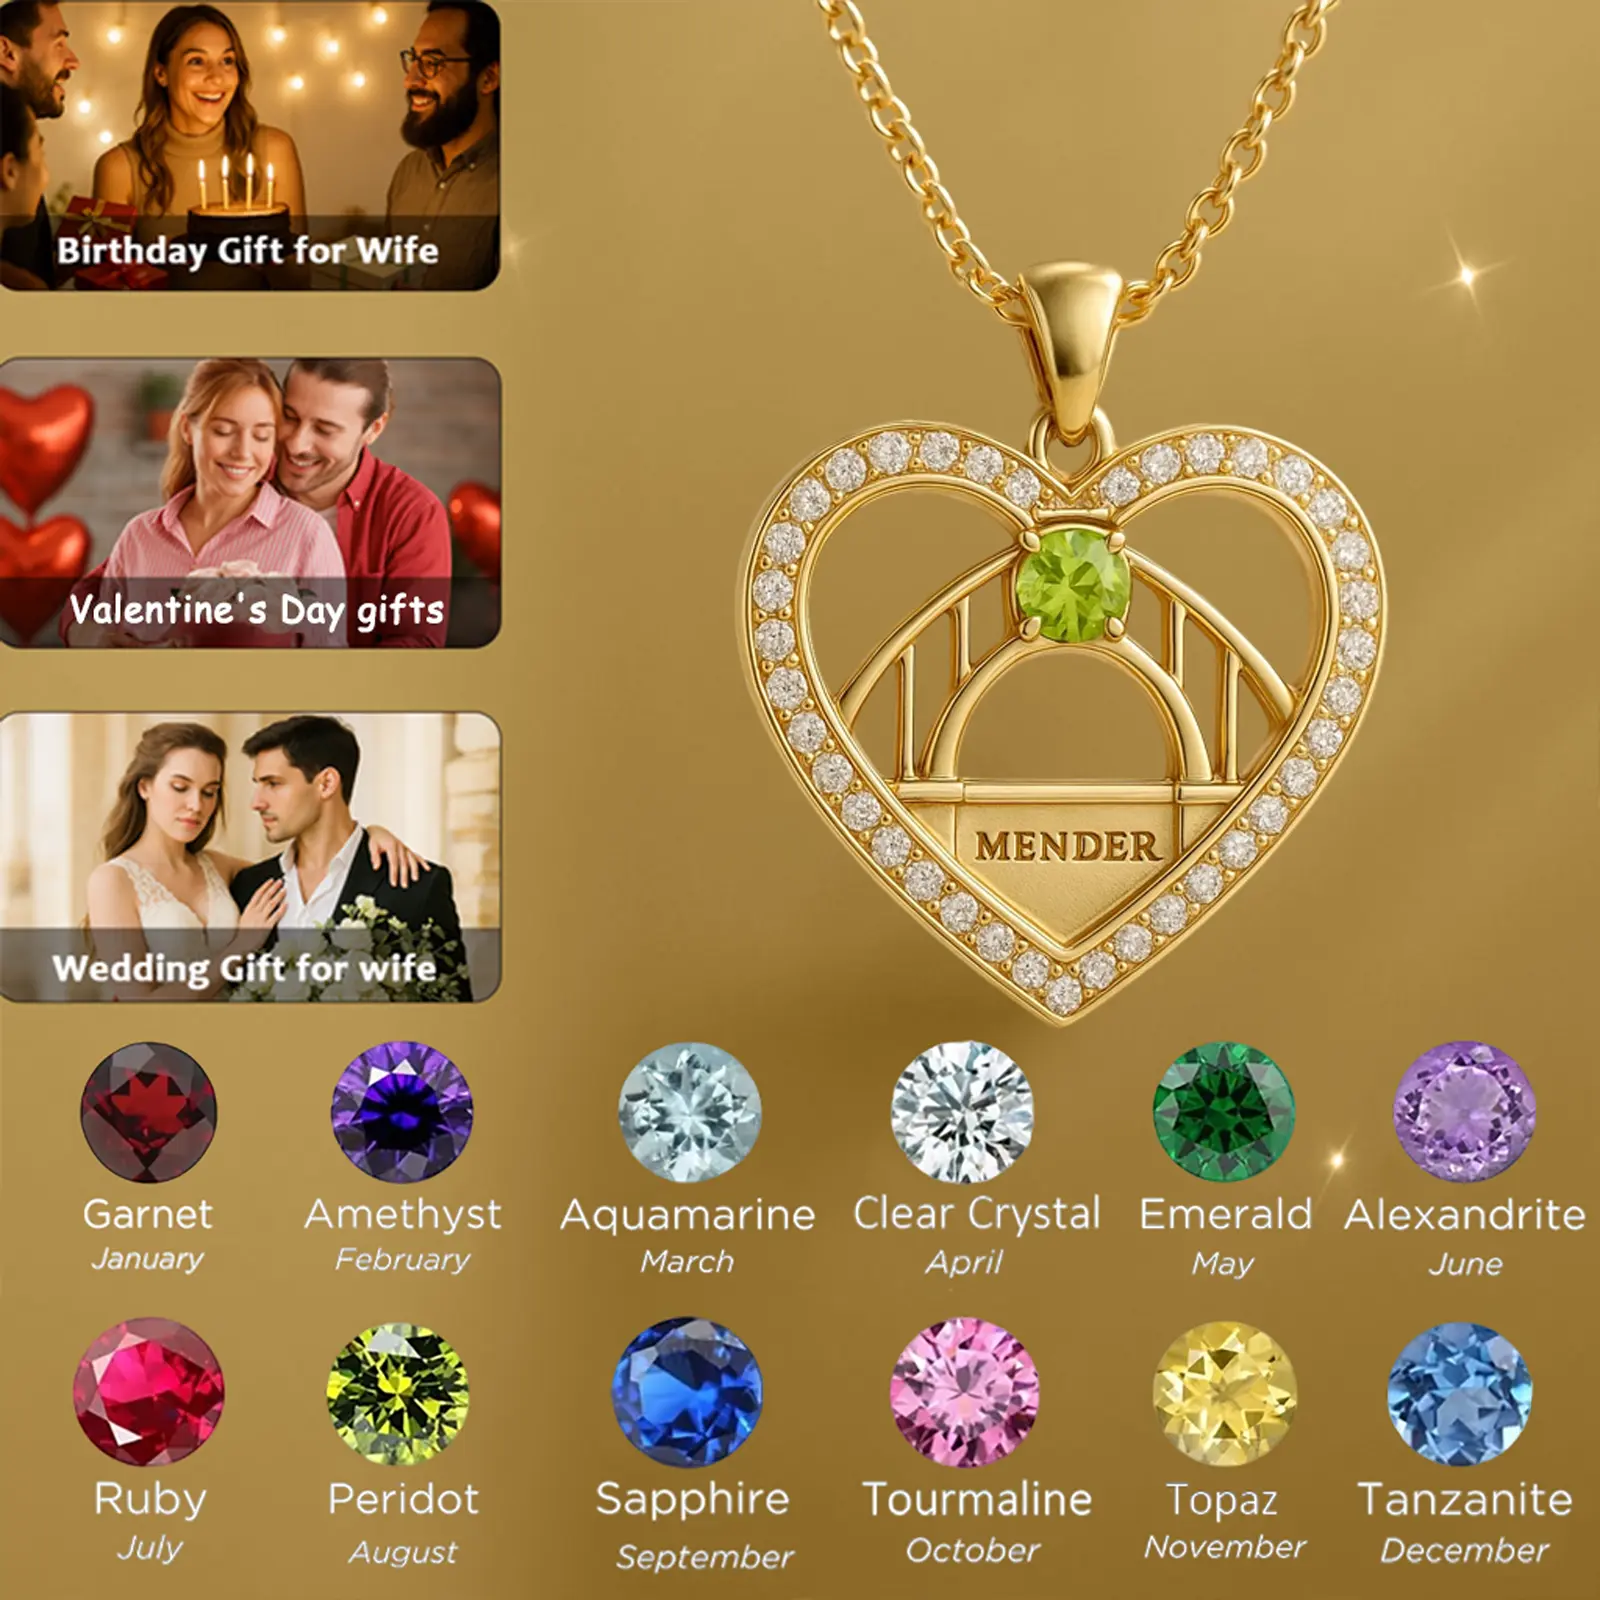 Birthday Gift for Wife
Valentine's Day gifts
Wedding Gift for wife
MENDER
Garnet
January
Amethyst
February
Aquamarine
March
Clear Crystal
April
Emerald
May
Alexandrite
June
Ruby
July
Peridot
August
Sapphire
September
Tourmaline
October
Topaz
November
Tanzanite
December